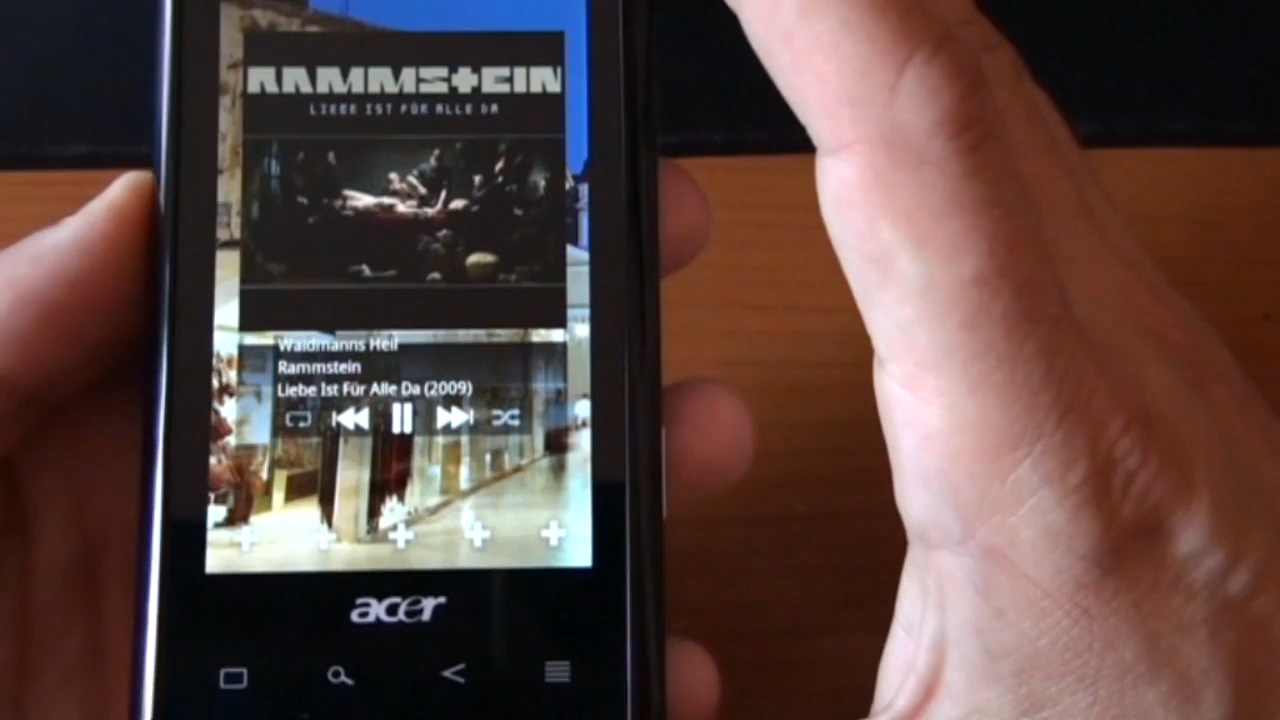 RAMMSTEIN
LIEBE IST FÜR ALLE DA
Waidmanns Heil
Rammstein
Liebe Ist Für Alle Da (2009)
acer